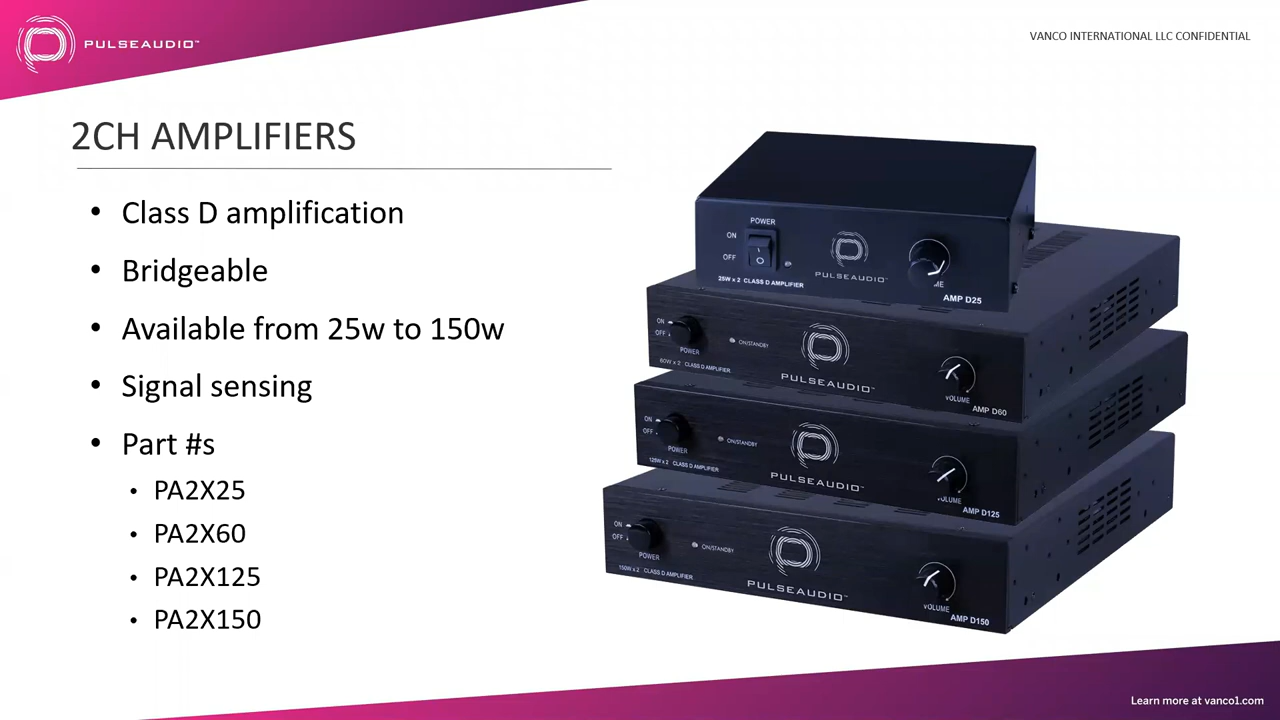 PULSEAUDIO™
VANCO INTERNATIONAL LLC CONFIDENTIAL
2CH AMPLIFIERS
• Class D amplification
• Bridgeable
• Available from 25w to 150w
• Signal sensing
• Part #s
• PA2X25
• PA2X60
• PA2X125
• PA2X150
POWER
ON
OFF
PULSEAUDIO™
25W x 2 CLASS D AMPLIFIER
AMP D25
ON
OFF
POWER
ON/STANDBY
60W x 2 CLASS D AMPLIFIER
PULSEAUDIO™
VOLUME
AMP D60
ON
OFF
POWER
ON/STANDBY
125W x 2 CLASS D AMPLIFIER
PULSEAUDIO™
VOLUME
AMP D125
ON
OFF
POWER
ON/STANDBY
150W x 2 CLASS D AMPLIFIER
PULSEAUDIO™
VOLUME
AMP D150
Learn more at vanco1.com